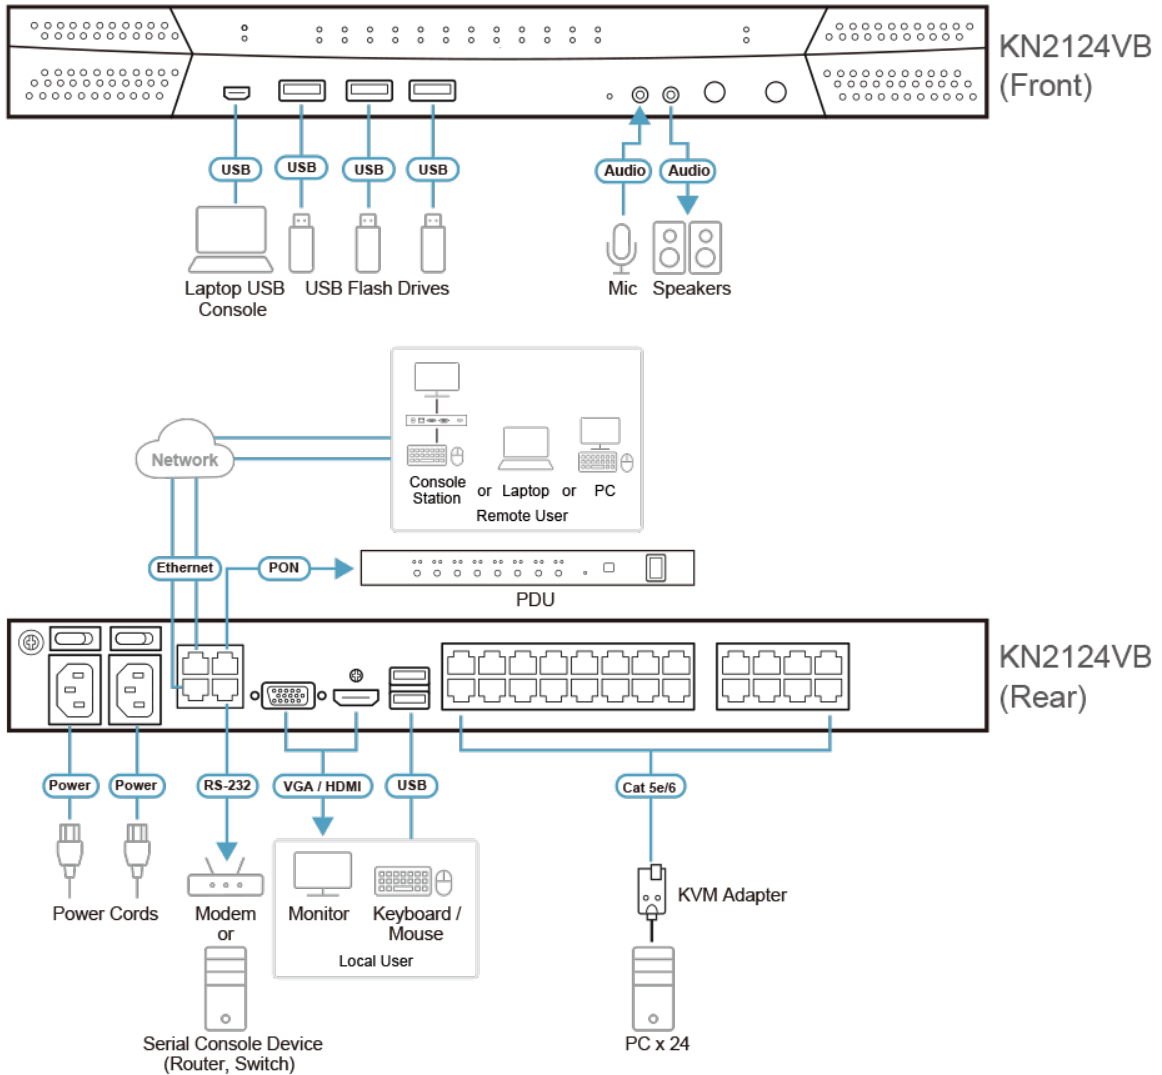 KN2124VB
(Front)
USB
USB
USB
USB
Audio
Audio
Laptop USB
Console
USB Flash Drives
Mic
Speakers
Network
Console
Station
or
Laptop
or
PC
Remote User
Ethernet
PON
PDU
KN2124VB
(Rear)
Power
Power
RS-232
VGA / HDMI
USB
Cat 5e/6
KVM Adapter
Power Cords
Modem
or
Monitor
Keyboard /
Mouse
Local User
Serial Console Device
(Router, Switch)
PC x 24